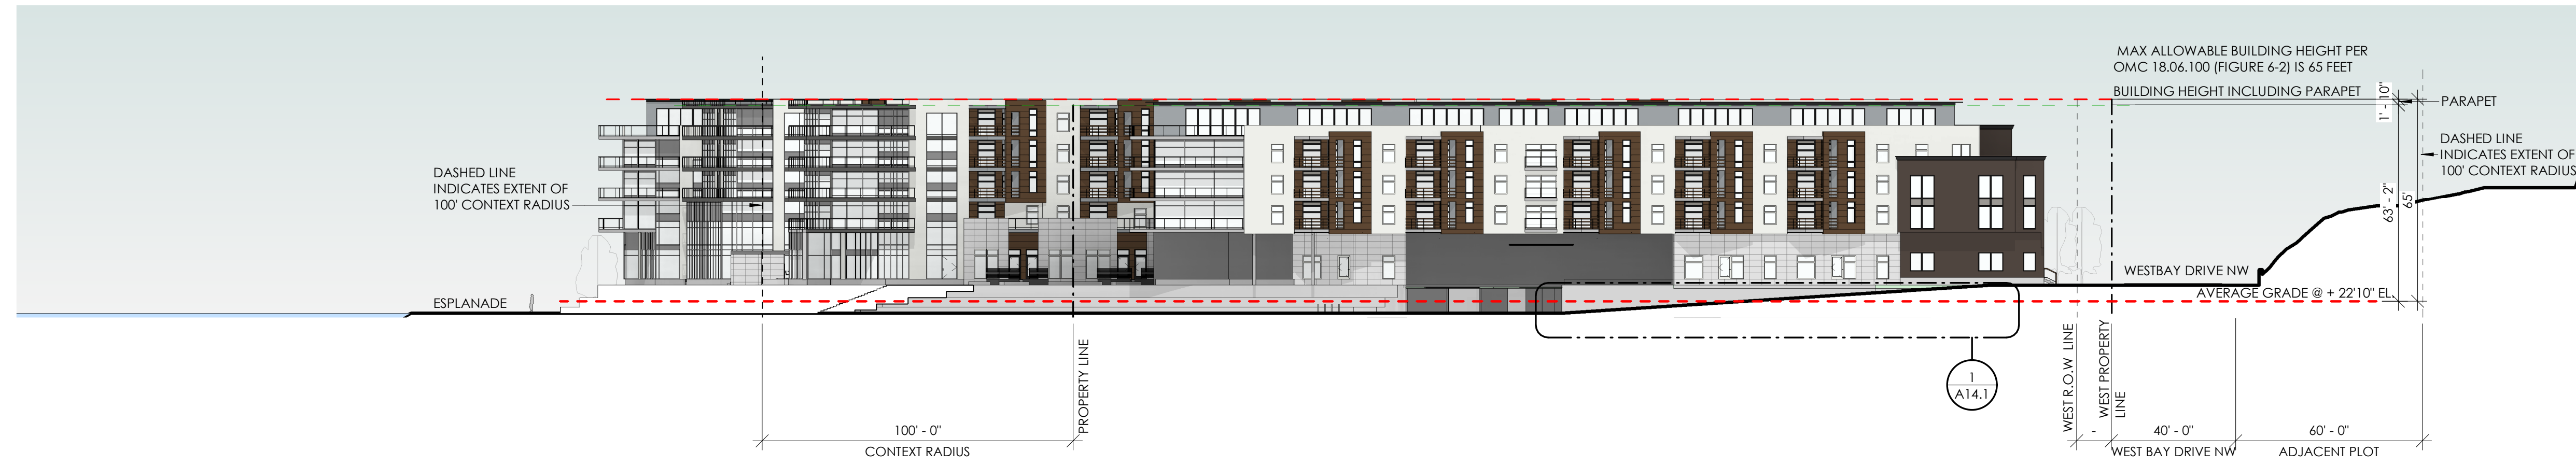 MAX ALLOWABLE BUILDING HEIGHT PER
OMC 18.06.100 (FIGURE 6-2) IS 65 FEET
BUILDING HEIGHT INCLUDING PARAPET
1' - 10"
PARAPET
DASHED LINE
INDICATES EXTENT OF
100' CONTEXT RADIUS
DASHED LINE
INDICATES EXTENT OF
100' CONTEXT RADIUS
63' - 2"
65'
WESTBAY DRIVE NW
AVERAGE GRADE @ + 22'10" EL.
ESPLANADE
PROPERTY LINE
1
A14.1
WEST R.O.W LINE
WEST PROPERTY
LINE
100' - 0"
CONTEXT RADIUS
-
40' - 0"
WEST BAY DRIVE NW
60' - 0"
ADJACENT PLOT